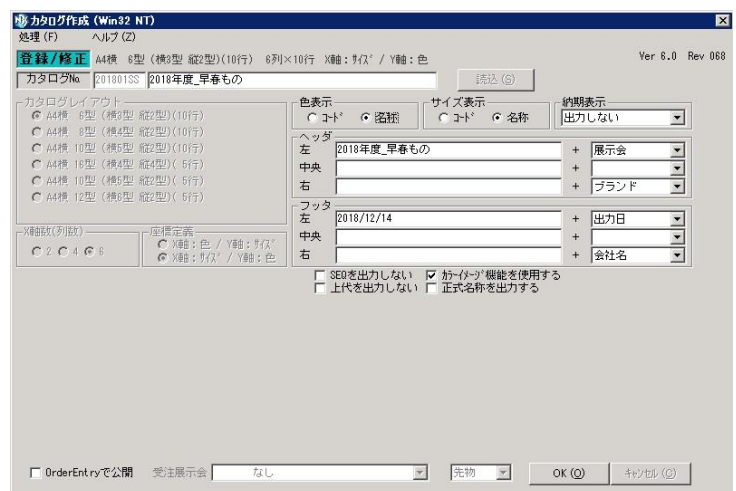 カタログ作成 (Win32 NT)
処理(F) ヘルプ(Z)
登録/修正 A4横 6型 (横3型 縦2型)(10行) 6列×10行 X軸：ｻｲｽﾞ / Y軸：色 Ver 6.0 Rev 068
カタログNo. 201801SS 2018年度_早春もの 読込(S)
カタログレイアウト
A4横 6型 (横3型 縦2型)(10行)
A4横 8型 (横4型 縦2型)(10行)
A4横 10型 (横5型 縦2型)(10行)
A4横 16型 (横4型 縦4型)( 5行)
A4横 10型 (横5型 縦2型)( 5行)
A4横 12型 (横6型 縦2型)( 5行)
X軸数(列数)
2 4 6
座標定義
X軸：色 / Y軸：ｻｲｽﾞ
X軸：ｻｲｽﾞ / Y軸：色
色表示
ｺｰﾄﾞ 名称
サイズ表示
ｺｰﾄﾞ 名称
納期表示
出力しない
ヘッダ
左 2018年度_早春もの + 展示会
中央 +
右 + ブランド
フッタ
左 2018/12/14 + 出力日
中央 +
右 + 会社名
SEQを出力しない ｶﾗｰｲﾒｰｼﾞ機能を使用する
上代を出力しない 正式名称を出力する
OrderEntryで公開 受注展示会 なし 先物 OK(O) ｷｬﾝｾﾙ(C)